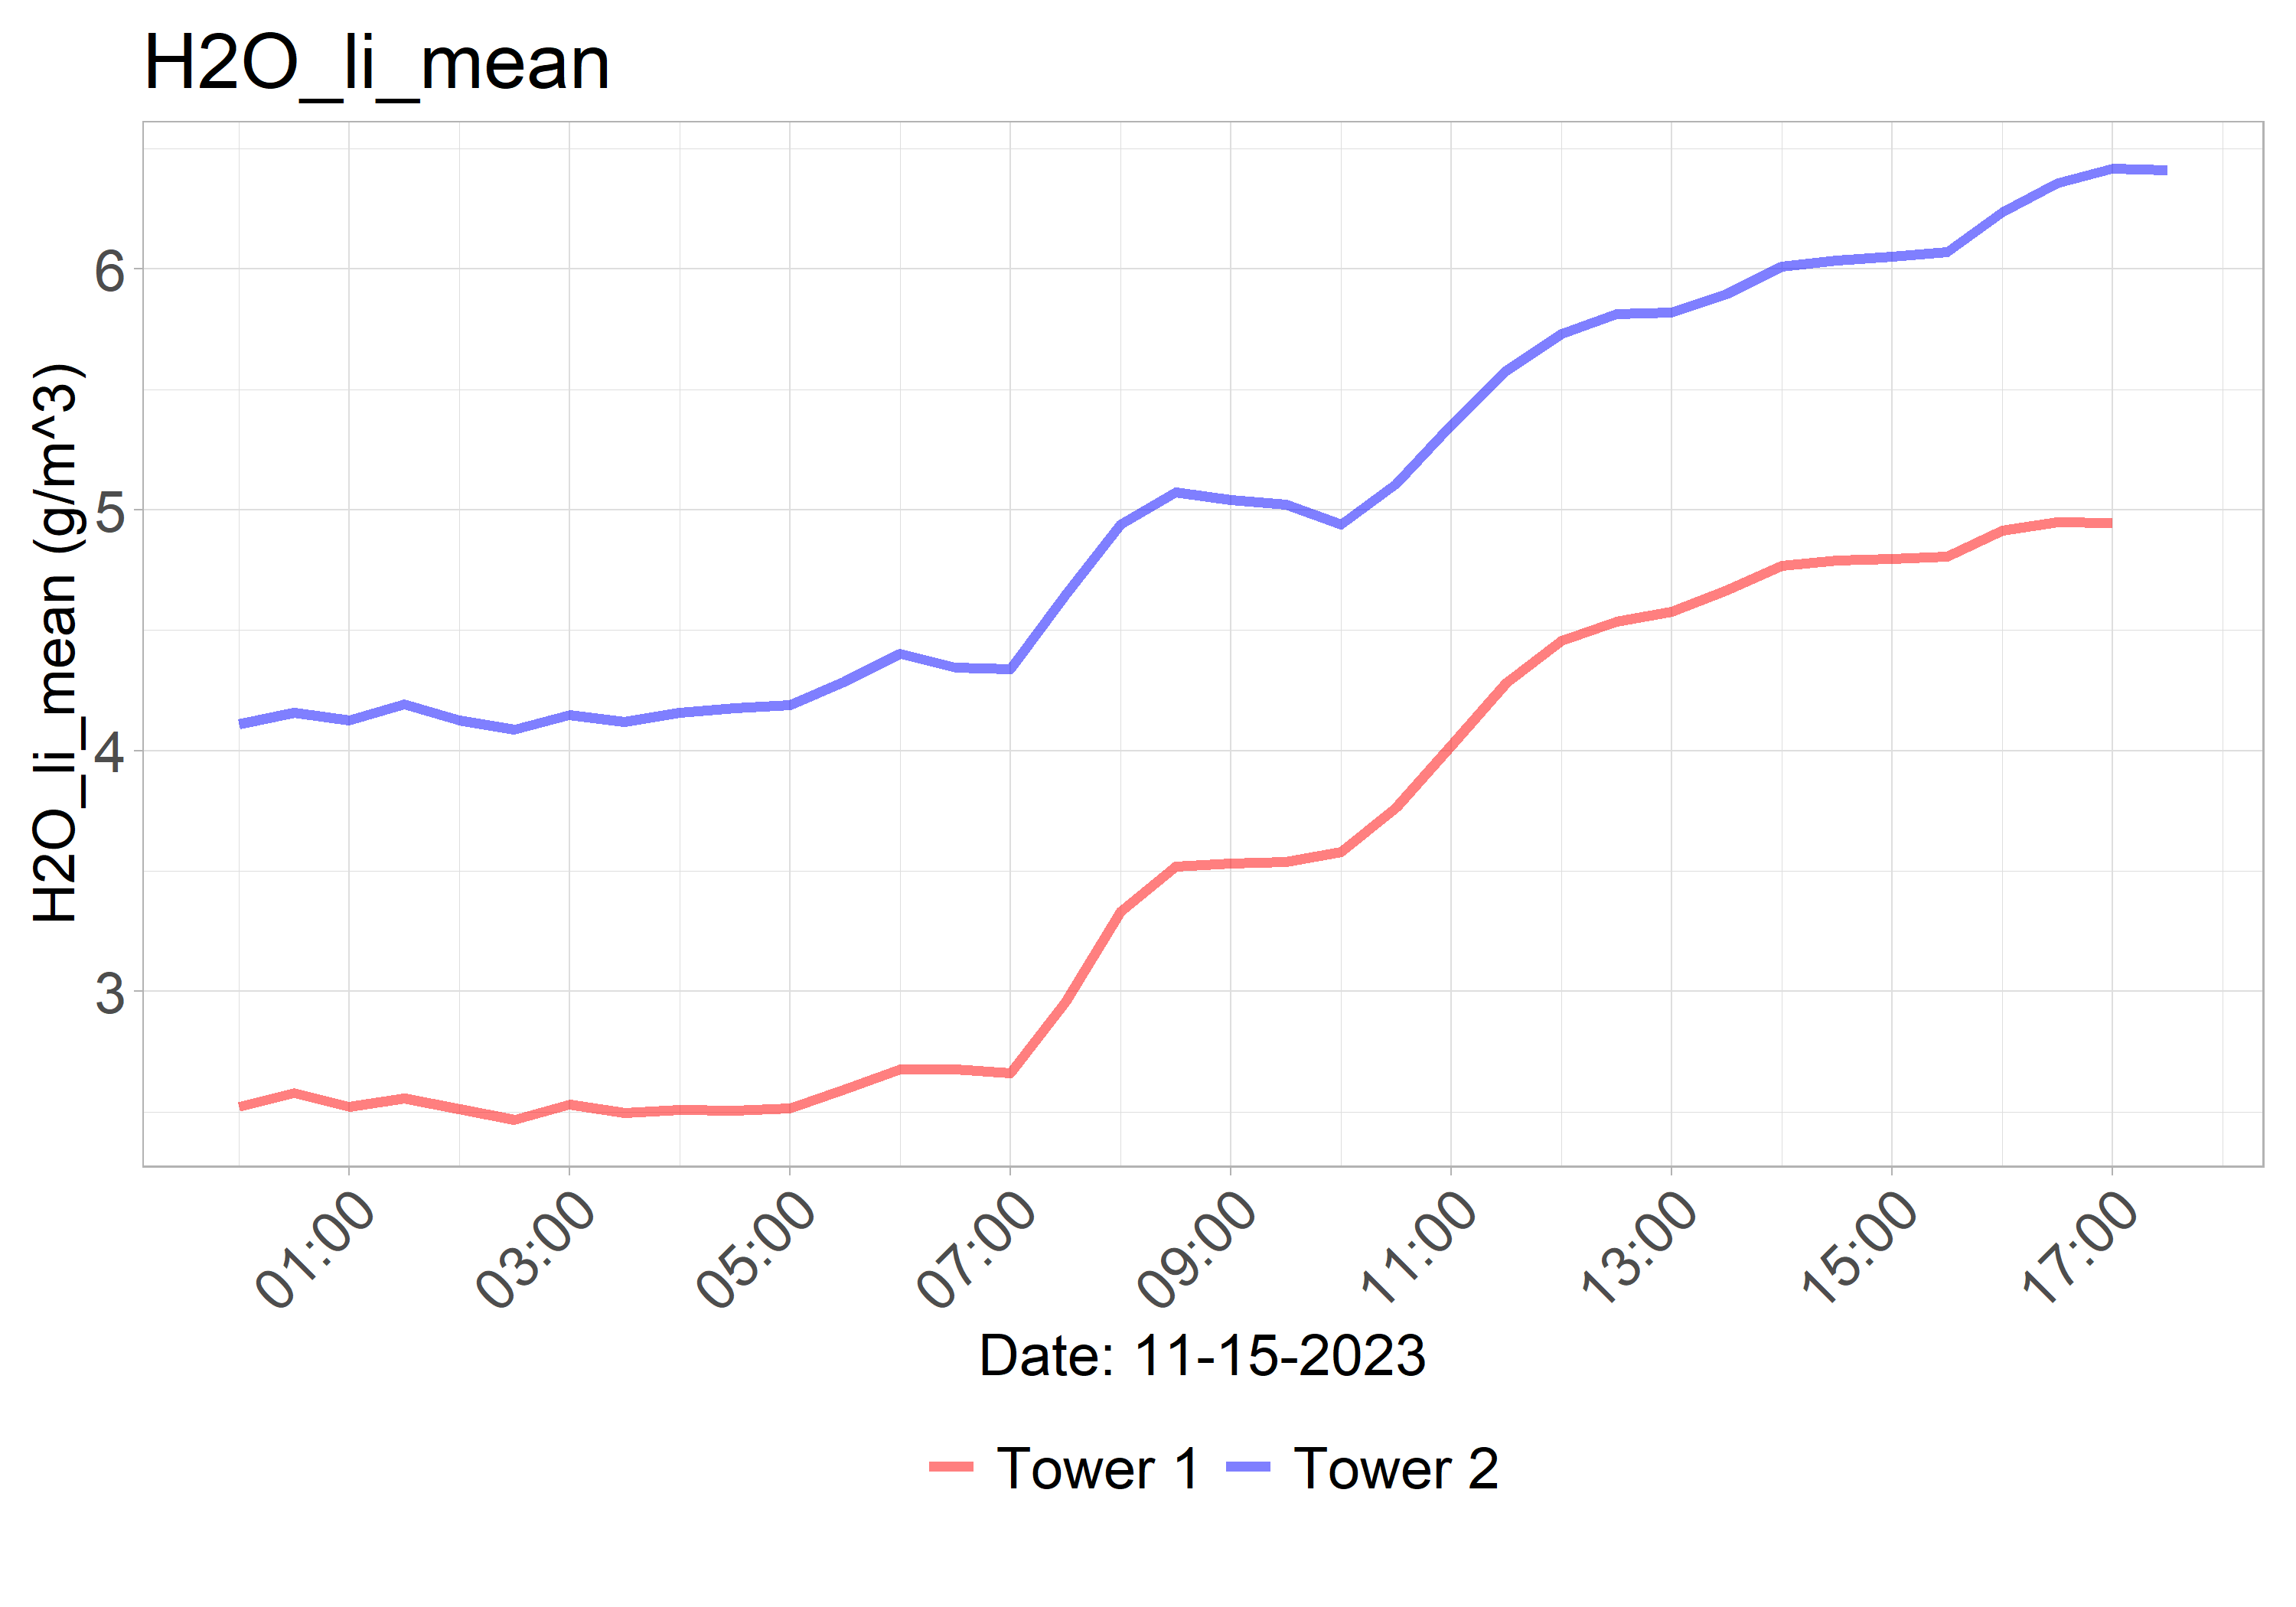 H2O_li_mean
H2O_li_mean (g/m^3)
6
5
4
3
01:00
03:00
05:00
07:00
09:00
11:00
13:00
15:00
17:00
Date: 11-15-2023
Tower 1
Tower 2